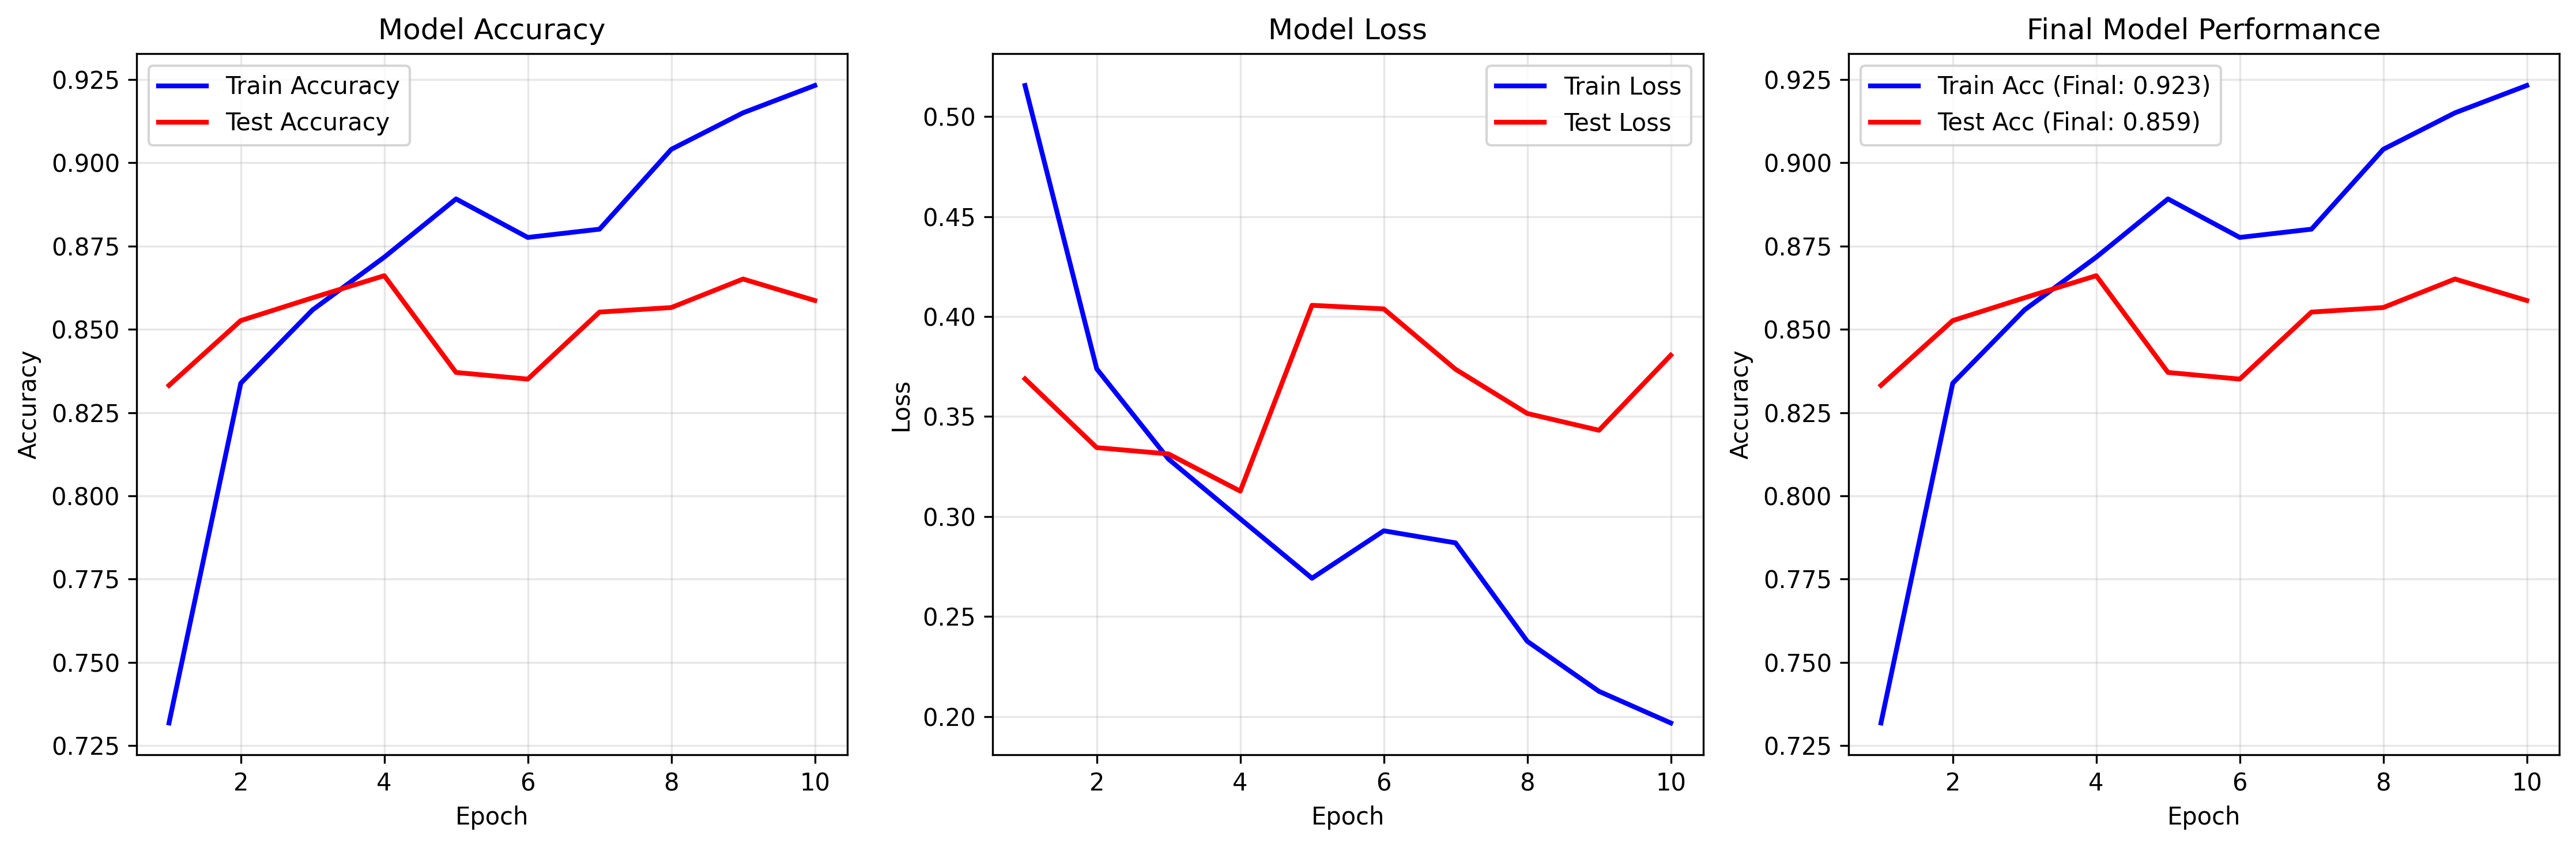 Model Accuracy
Train Accuracy
Test Accuracy
0.925
0.900
0.875
0.850
0.825
0.800
0.775
0.750
0.725
Accuracy
2 4 6 8 10
Epoch
Model Loss
Train Loss
Test Loss
0.50
0.45
0.40
0.35
0.30
0.25
0.20
Loss
2 4 6 8 10
Epoch
Final Model Performance
Train Acc (Final: 0.923)
Test Acc (Final: 0.859)
0.925
0.900
0.875
0.850
0.825
0.800
0.775
0.750
0.725
Accuracy
2 4 6 8 10
Epoch